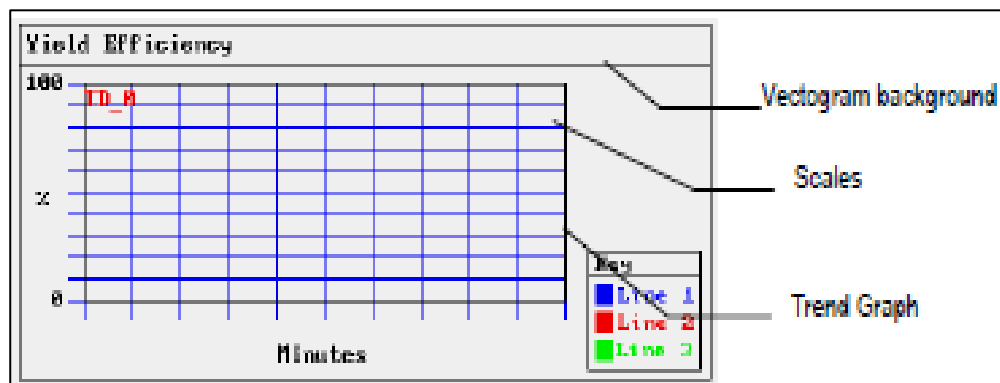 Yield Efficiency
100
TD_0
%
0
Minutes
Key
Line 1
Line 2
Line 3
Vectogram background
Scales
Trend Graph